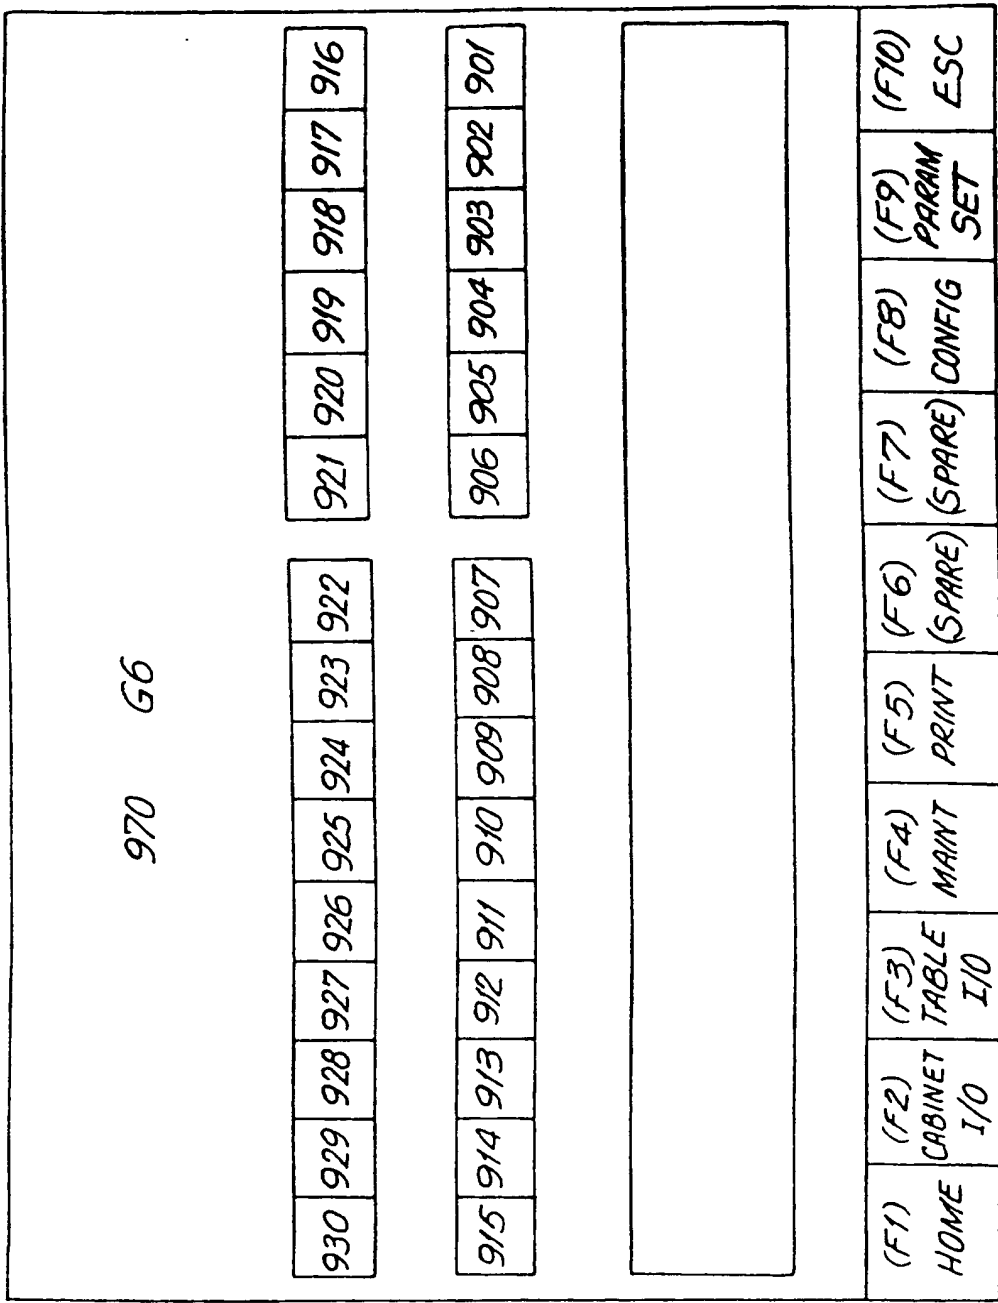 970 G6
930 929 928 927 926 925 924 923 922 921 920 919 918 917 916
915 914 913 912 911 910 909 908 907 906 905 904 903 902 901
(F1) (F2) (F3) (F4) (F5) (F6) (F7) (F8) (F9) (F10)
HOME CABINET TABLE MAINT PRINT (SPARE) (SPARE) CONFIG PARAM ESC
I/O I/O SET